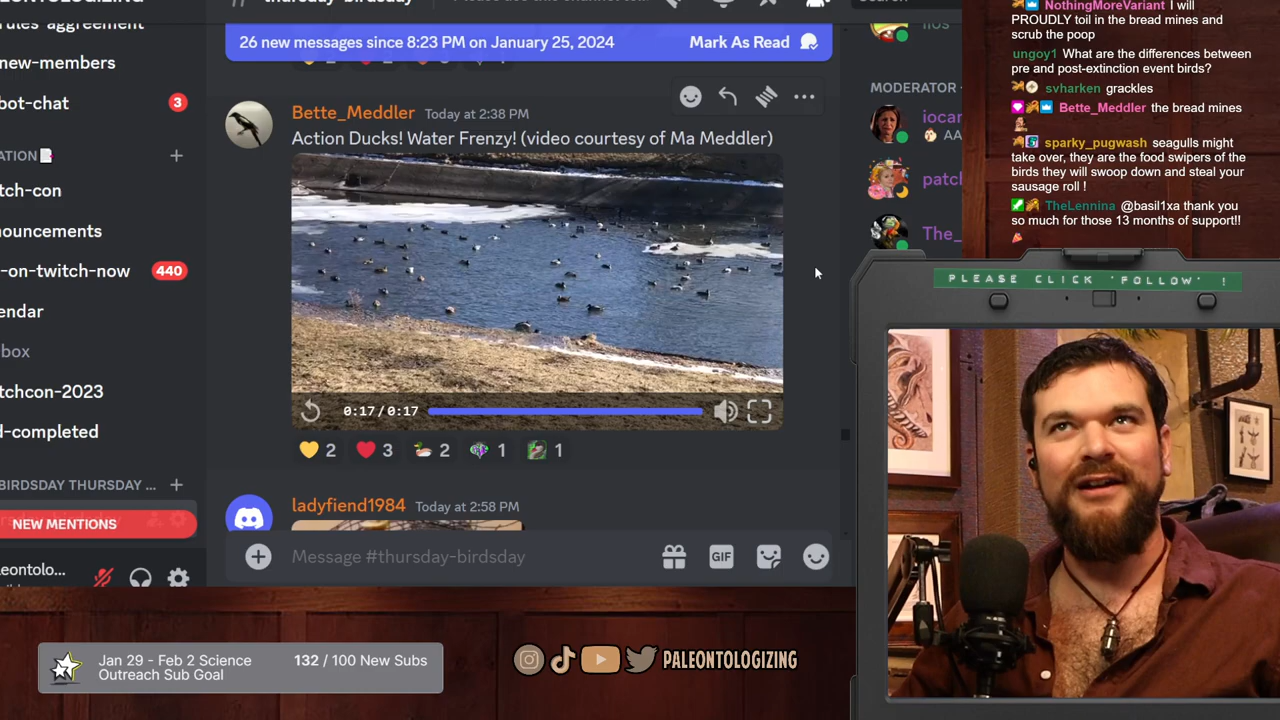 26 new messages since 8:23 PM on January 25, 2024
Mark As Read
new-members
bot-chat
3
tch-con
nouncements
-on-twitch-now
440
endar
box
tchcon-2023
d-completed
BIRDSDAY THURSDAY ...
NEW MENTIONS
leontolo...
Bette_Meddler Today at 2:38 PM
Action Ducks! Water Frenzy! (video courtesy of Ma Meddler)
0:17/0:17
2
3
2
1
1
ladyfiend1984 Today at 2:58 PM
Message #thursday-birdsday
GIF
MODERATOR
iocar
AA
patch
The_
NothingMoreVariant I will
PROUDLY toil in the bread mines and
scrub the poop
ungoy1 What are the differences between
pre and post-extinction event birds?
svharken grackles
Bette_Meddler the bread mines
sparky_pugwash seagulls might
take over, they are the food swipers of the
birds they will swoop down and steal your
sausage roll !
TheLennina @basil1xa thank you
so much for those 13 months of support!!
PLEASE CLICK 'FOLLOW' !
Jan 29 - Feb 2 Science
Outreach Sub Goal
132 / 100 New Subs
PALEONTOLOGIZING